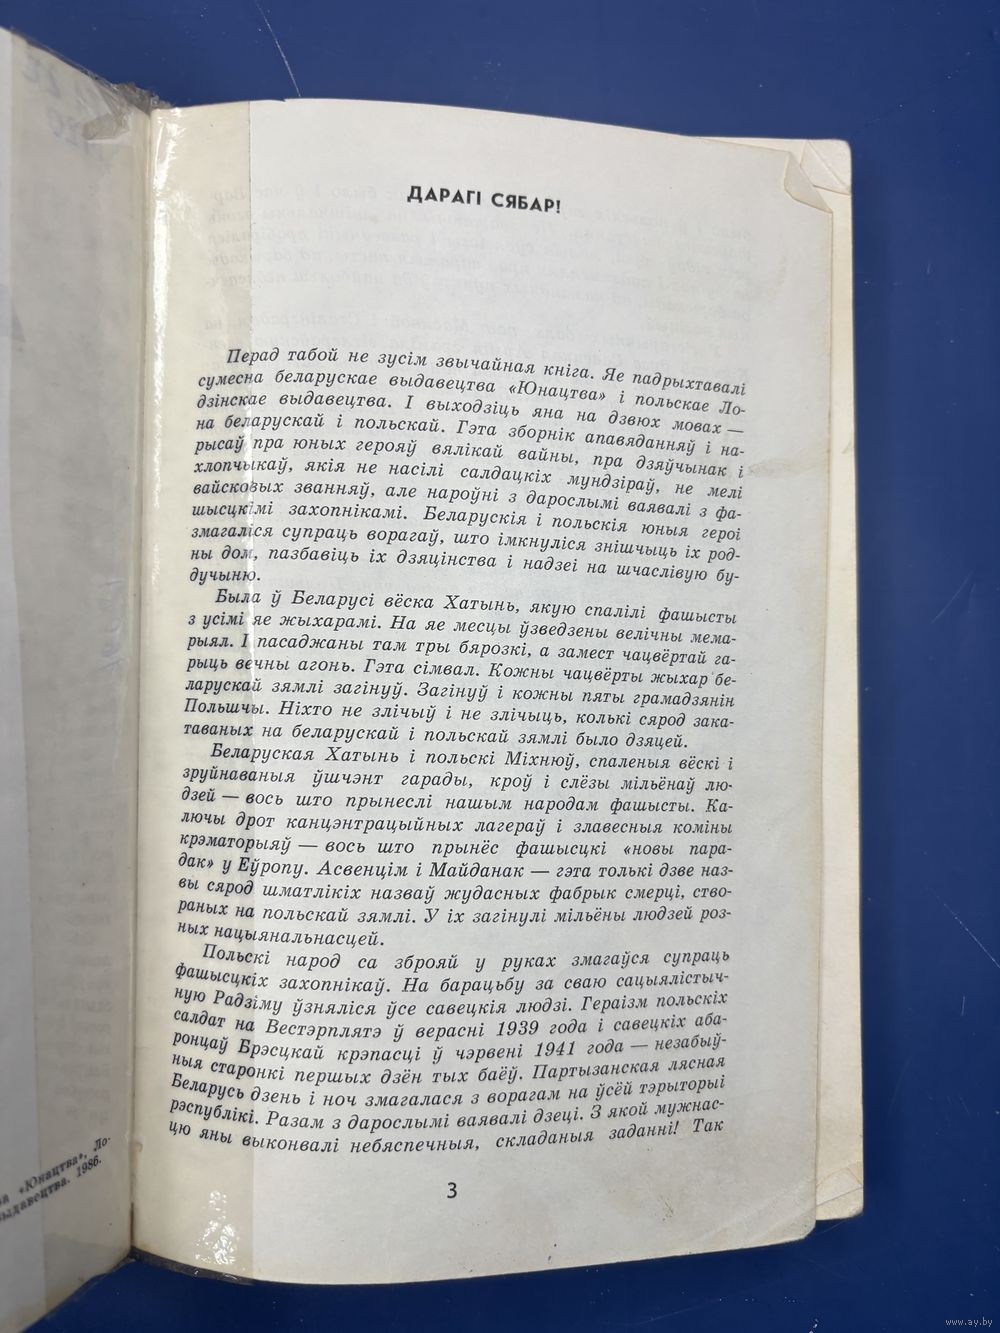 ДАРАГІ СЯБАР!
Перад табой не зусім звычайная кніга. Яе падрыхтавалі
сумесна беларускае выдавецтва «Юнацтва» і польскае Ло-
дзінскае выдавецтва. І выходзіць яна на дзвюх мовах —
на беларускай і польскай. Гэта зборнік апавяданняў і на-
рысаў пра юных герояў вялікай вайны, пра дзяўчынак і
хлопчыкаў, якія не насілі салдацкіх мундзіраў, не мелі
вайсковых званняў, але нароўні з дарослымі ваявалі з фа-
шысцкімі захопнікамі. Беларускія і польскія юныя героі
змагаліся супраць ворагаў, што імкнуліся знішчыць іх род-
ны дом, пазбавіць іх дзяцінства і надзеі на шчаслівую бу-
дучыню.
Была ў Беларусі вёска Хатынь, якую спалілі фашысты
з усімі яе жыхарамі. На яе месцы ўзведзены велічны мема-
рыял. І пасаджаны там тры бярозкі, а замест чацвёртай га-
рыць вечны агонь. Гэта сімвал. Кожны чацвёрты жыхар бе-
ларускай зямлі загінуў. Загінуў і кожны пяты грамадзянін
Польшчы. Ніхто не злічыў і не злічыць, колькі сярод зака-
таваных на беларускай і польскай зямлі было дзяцей.
Беларуская Хатынь і польскі Міхнюў, спаленыя вёскі і
зруйнаваныя ўшчэнт гарады, кроў і слёзы мільёнаў лю-
дзей — вось што прынеслі нашым народам фашысты. Ка-
лючы дрот канцэнтрацыйных лагераў і злавесныя коміны
крэматорыяў — вось што прынёс фашысцкі «новы пара-
дак» у Еўропу. Асвенцім і Майданак — гэта толькі дзве наз-
вы сярод шматлікіх назваў жудасных фабрык смерці, ство-
раных на польскай зямлі. У іх загінулі мільёны людзей роз-
ных нацыянальнасцей.
Польскі народ са зброяй у руках змагаўся супраць
фашысцкіх захопнікаў. На барацьбу за сваю сацыялістыч-
ную Радзіму ўзняліся ўсе савецкія людзі. Гераізм польскіх
салдат на Вестэрплятэ ў верасні 1939 года і савецкіх аба-
ронцаў Брэсцкай крэпасці ў чэрвені 1941 года — незабыў-
ныя старонкі першых дзён тых баёў. Партызанская лясная
Беларусь дзень і ноч змагалася з ворагам на ўсёй тэрыторыі
рэспублікі. Разам з дарослымі ваявалі дзеці. З якой мужнас-
цю яны выконвалі небяспечныя, складаныя заданні! Так
3
«Юнацтва», Ло-
выдавецтва. 1986.
www.ay.by